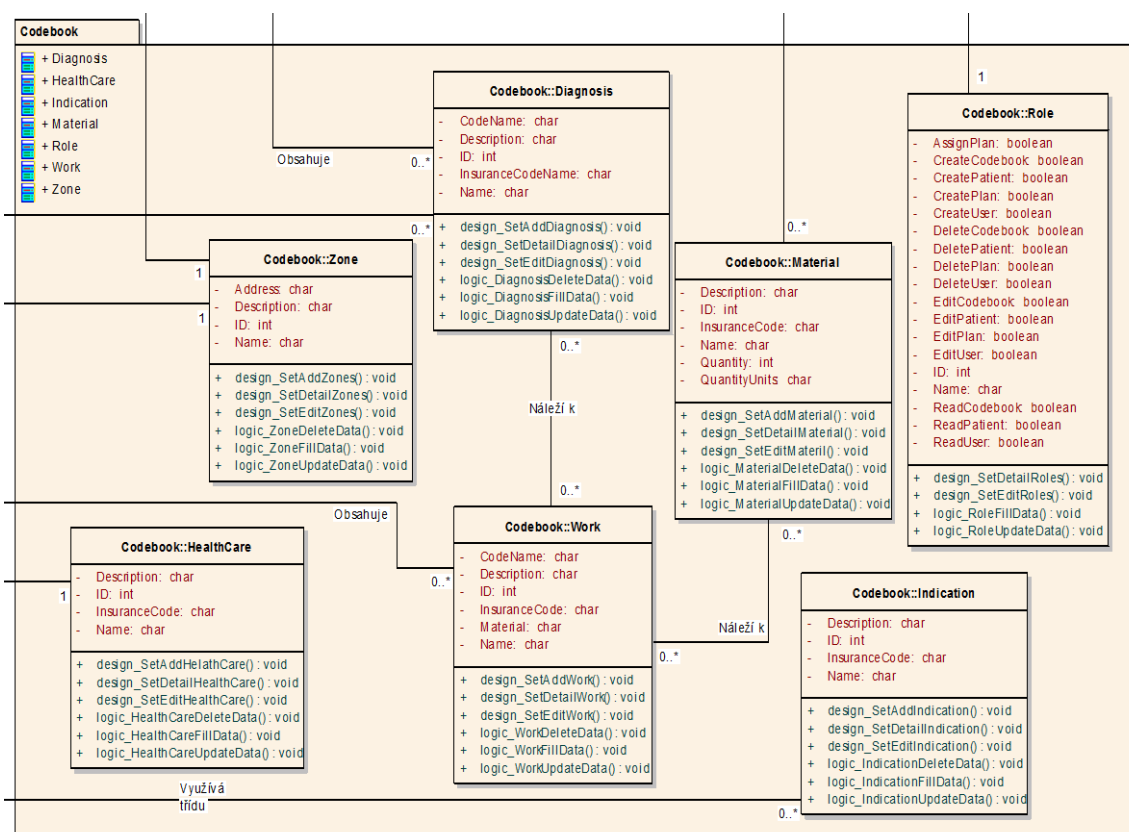 Codebook
+ Diagnosis
+ HealthCare
+ Indication
+ Material
+ Role
+ Work
+ Zone
Obsahuje
0..*
0..*
Codebook::Diagnosis
- CodeName: char
- Description: char
- ID: int
- InsuranceCodeName: char
- Name: char
+ design_SetAddDiagnosis() : void
+ design_SetDetailDiagnosis() : void
+ design_SetEditDiagnosis() : void
+ logic_DiagnosisDeleteData() : void
+ logic_DiagnosisFillData() : void
+ logic_DiagnosisUpdateData() : void
0..*
Náleží k
0..*
1
Codebook::Role
- AssignPlan: boolean
- CreateCodebook: boolean
- CreatePatient: boolean
- CreatePlan: boolean
- CreateUser: boolean
- DeleteCodebook: boolean
- DeletePatient: boolean
- DeletePlan: boolean
- DeleteUser: boolean
- EditCodebook: boolean
- EditPatient: boolean
- EditPlan: boolean
- EditUser: boolean
- ID: int
- Name: char
- ReadCodebook: boolean
- ReadPatient: boolean
- ReadUser: boolean
+ design_SetDetailRoles() : void
+ design_SetEditRoles() : void
+ logic_RoleFillData() : void
+ logic_RoleUpdateData() : void
1
1
Codebook::Zone
- Address: char
- Description: char
- ID: int
- Name: char
+ design_SetAddZones() : void
+ design_SetDetailZones() : void
+ design_SetEditZones() : void
+ logic_ZoneDeleteData() : void
+ logic_ZoneFillData() : void
+ logic_ZoneUpdateData() : void
0..*
Codebook::Material
- Description: char
- ID: int
- InsuranceCode: char
- Name: char
- Quantity: int
- QuantityUnits: char
+ design_SetAddMaterial() : void
+ design_SetDetailMaterial() : void
+ design_SetEditMateril() : void
+ logic_MaterialDeleteData() : void
+ logic_MaterialFillData() : void
+ logic_MaterialUpdateData() : void
0..*
Náleží k
0..*
Obsahuje
0..*
Codebook::Work
- CodeName: char
- Description: char
- ID: int
- InsuranceCode: char
- Material: char
- Name: char
+ design_SetAddWork() : void
+ design_SetDetailWork() : void
+ design_SetEditWork() : void
+ logic_WorkDeleteData() : void
+ logic_WorkFillData() : void
+ logic_WorkUpdateData() : void
1
Codebook::HealthCare
- Description: char
- ID: int
- InsuranceCode: char
- Name: char
+ design_SetAddHelathCare() : void
+ design_SetDetailHealthCare() : void
+ design_SetEditHealthCare() : void
+ logic_HealthCareDeleteData() : void
+ logic_HealthCareFillData() : void
+ logic_HealthCareUpdateData() : void
Codebook::Indication
- Description: char
- ID: int
- InsuranceCode: char
- Name: char
+ design_SetAddIndication() : void
+ design_SetDetailIndication() : void
+ design_SetEditIndication() : void
+ logic_IndicationDeleteData() : void
+ logic_IndicationFillData() : void
+ logic_IndicationUpdateData() : void
Využívá
třídu
0..*